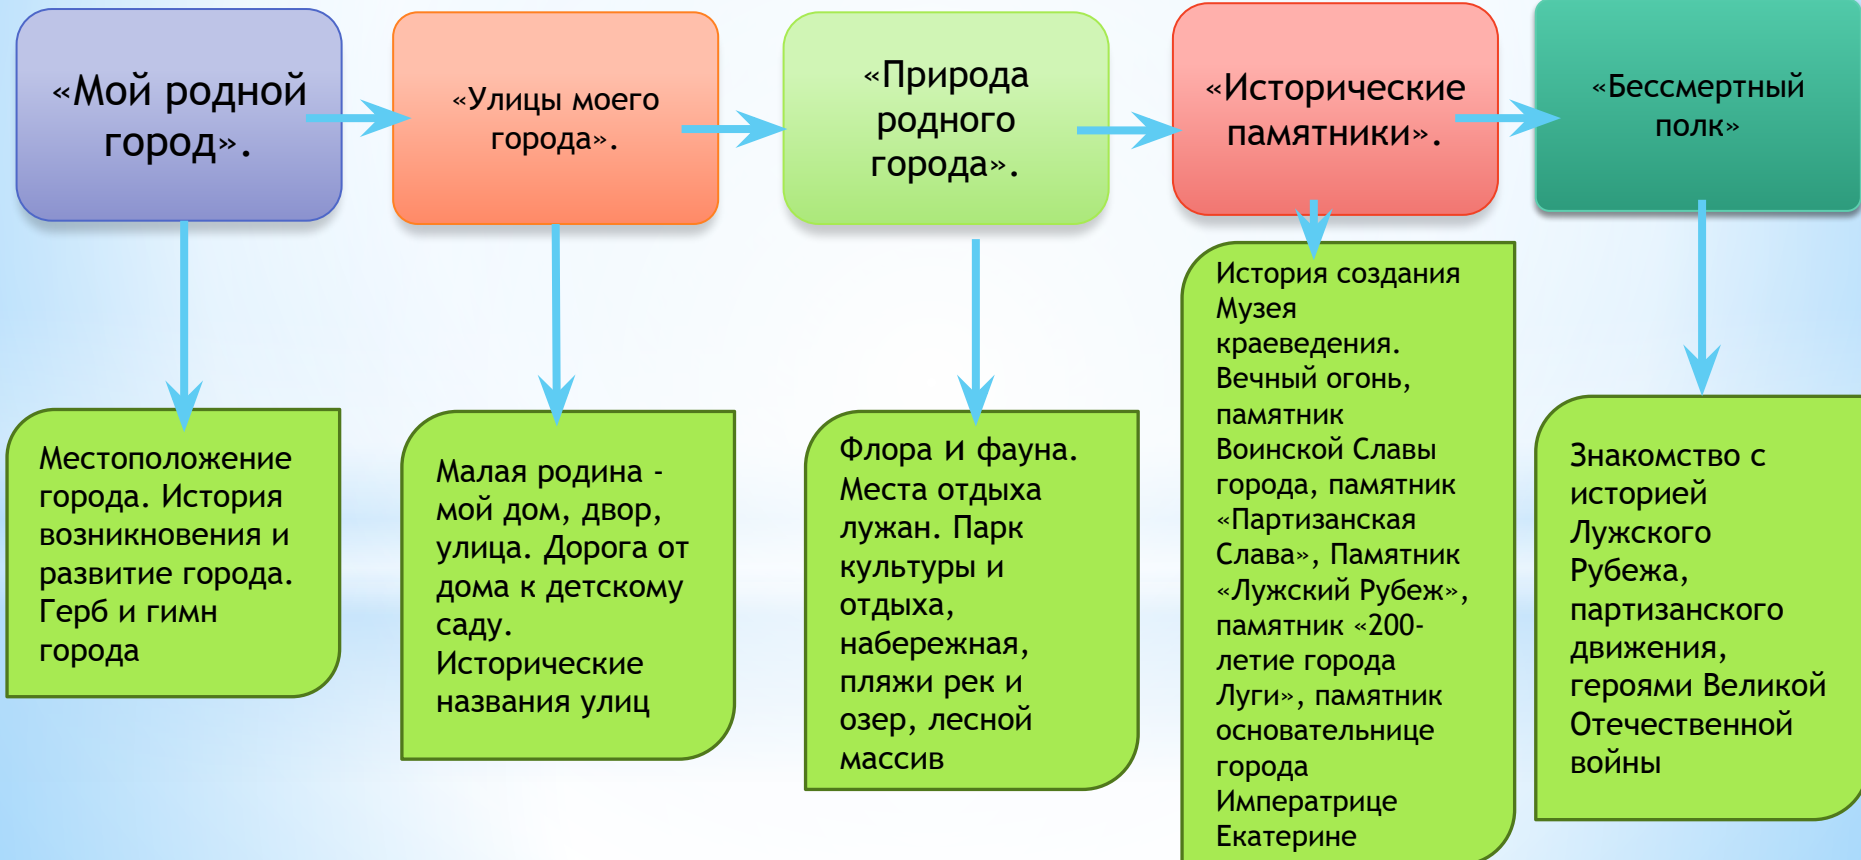 «Мой родной
город».
«Улицы моего
города».
«Природа
родного
города».
«Исторические
памятники».
«Бессмертный
полк»
Местоположение
города. История
возникновения и
развитие города.
Герб и гимн
города
Малая родина -
мой дом, двор,
улица. Дорога от
дома к детскому
саду.
Исторические
названия улиц
Флора и фауна.
Места отдыха
лужан. Парк
культуры и
отдыха,
набережная,
пляжи рек и
озер, лесной
массив
История создания
Музея
краеведения.
Вечный огонь,
памятник
Воинской Славы
города, памятник
«Партизанская
Слава», Памятник
«Лужский Рубеж»,
памятник «200-
летие города
Луги», памятник
основательнице
города
Императрице
Екатерине
Знакомство с
историей
Лужского
Рубежа,
партизанского
движения,
героями Великой
Отечественной
войны